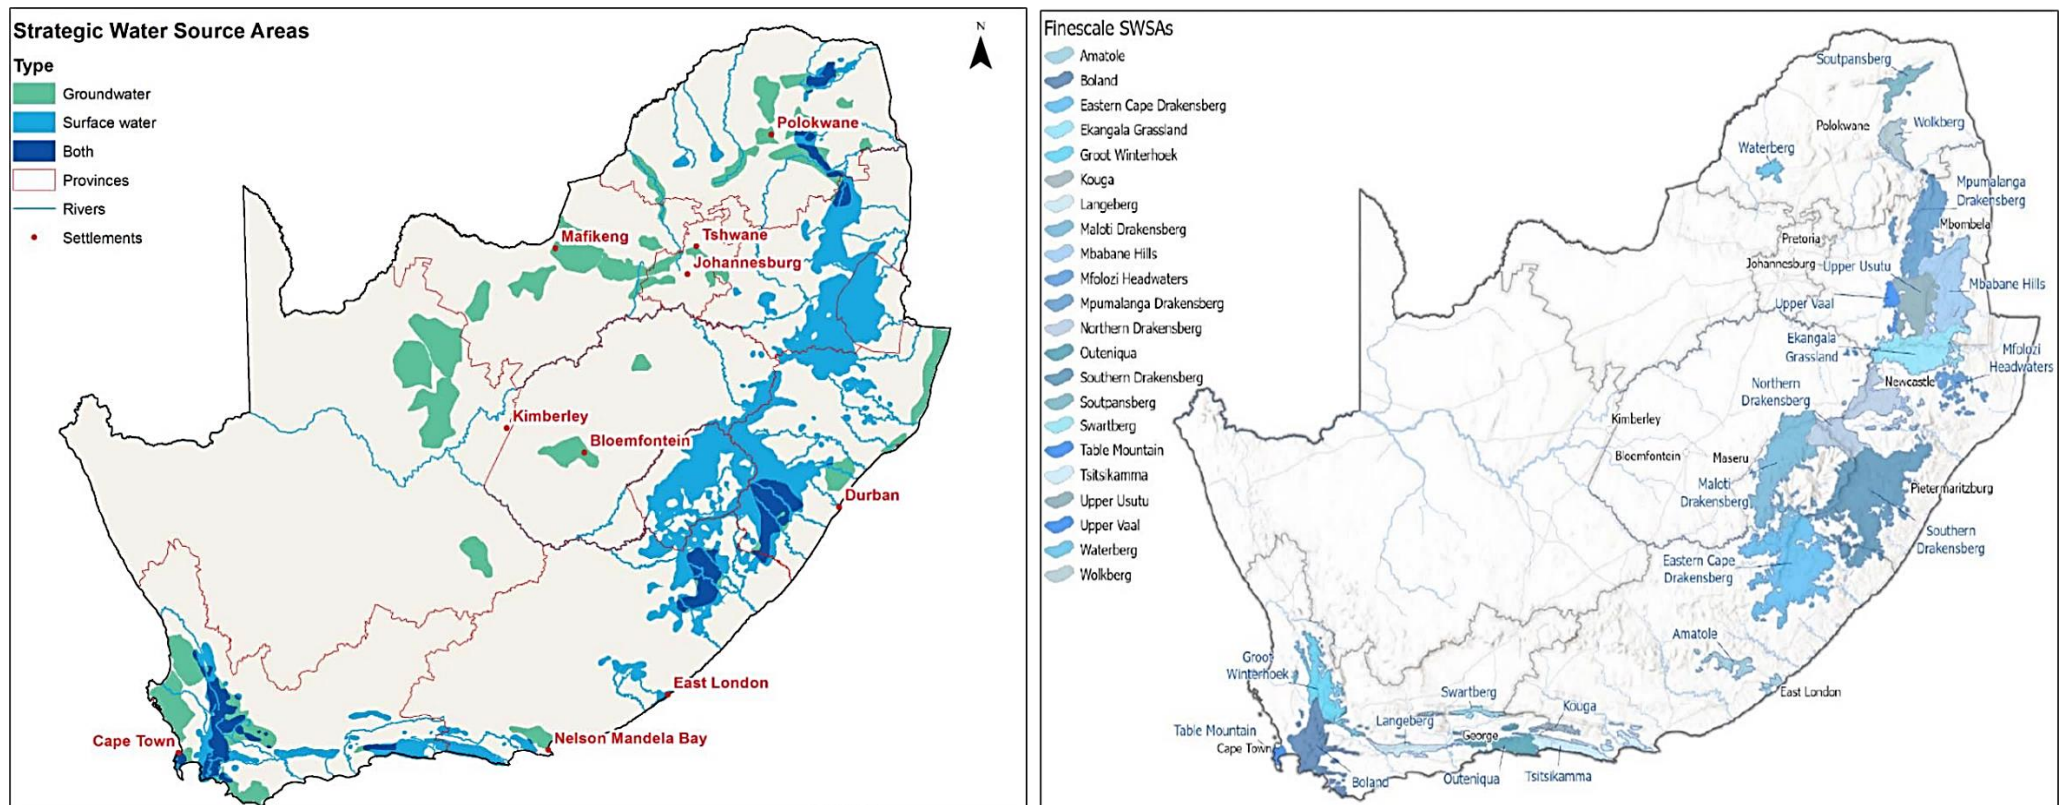 Strategic Water Source Areas
Type
Groundwater
Surface water
Both
Provinces
Rivers
Settlements
N
Polokwane
Mafikeng
Tshwane
Johannesburg
Kimberley
Bloemfontein
Durban
East London
Cape Town
Nelson Mandela Bay
Finescale SWSAs
Amatole
Boland
Eastern Cape Drakensberg
Ekangala Grassland
Groot Winterhoek
Kouga
Langeberg
Maloti Drakensberg
Mbabane Hills
Mfolozi Headwaters
Mpumalanga Drakensberg
Northern Drakensberg
Outeniqua
Southern Drakensberg
Soutpansberg
Swartberg
Table Mountain
Tsitsikamma
Upper Usutu
Upper Vaal
Waterberg
Wolkberg
Soutpansberg
Polokwane
Wolkberg
Waterberg
Mpumalanga
Drakensberg
Mbombela
Pretoria
Johannesburg
Upper Usutu
Mbabane Hills
Upper Vaal
Ekangala
Grassland
Mfolozi
Headwaters
Newcastle
Northern
Drakensberg
Kimberley
Bloemfontein
Maseru
Maloti
Drakensberg
Pietermaritzburg
Southern
Drakensberg
Eastern Cape
Drakensberg
Amatole
East London
Groot
Winterhoek
Swartberg
Kouga
Langeberg
George
Table Mountain
Cape Town
Boland
Outeniqua
Tsitsikamma